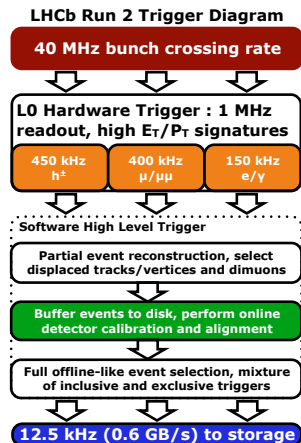 LHCb Run 2 Trigger Diagram
40 MHz bunch crossing rate
L0 Hardware Trigger : 1 MHz
readout, high E_T/P_T signatures
450 kHz
h±
400 kHz
µ/µµ
150 kHz
e/γ
Software High Level Trigger
Partial event reconstruction, select
displaced tracks/vertices and dimuons
Buffer events to disk, perform online
detector calibration and alignment
Full offline-like event selection, mixture
of inclusive and exclusive triggers
12.5 kHz (0.6 GB/s) to storage